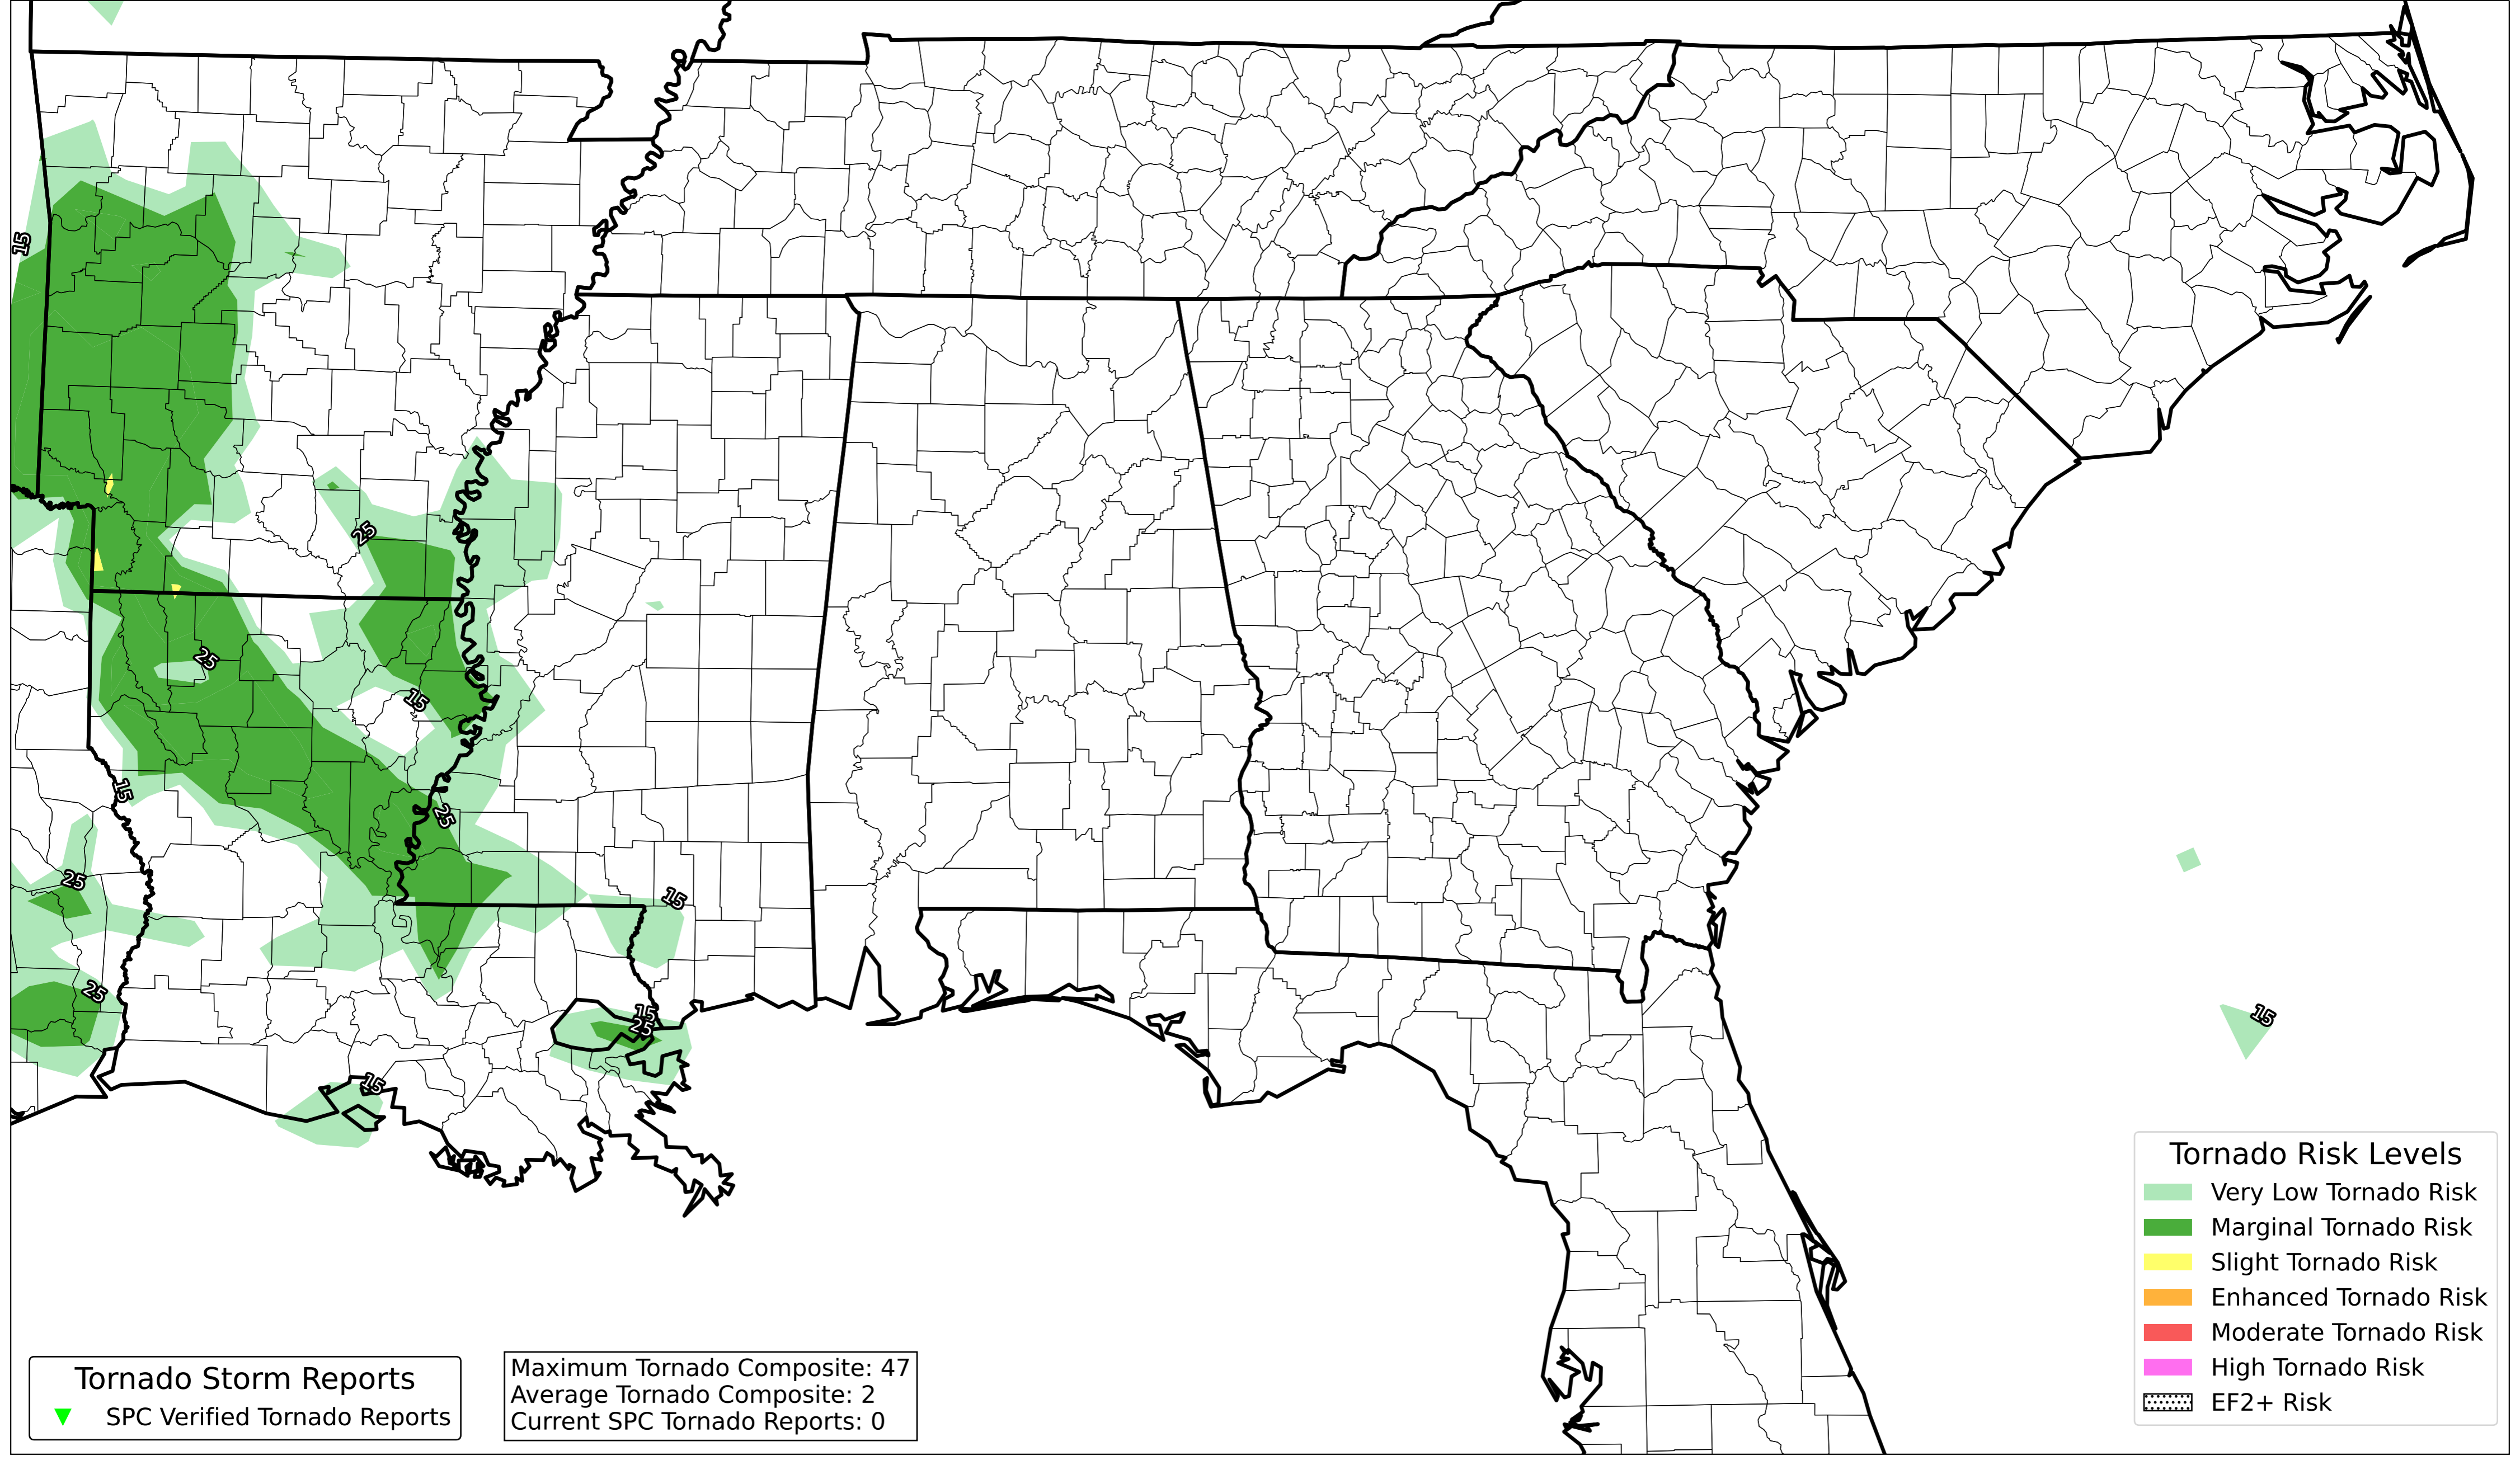 15
25
25
15
15
25
25
15
25
15
25
15
15
Tornado Risk Levels
Very Low Tornado Risk
Marginal Tornado Risk
Slight Tornado Risk
Enhanced Tornado Risk
Moderate Tornado Risk
High Tornado Risk
EF2+ Risk
Tornado Storm Reports
SPC Verified Tornado Reports
Maximum Tornado Composite: 47
Average Tornado Composite: 2
Current SPC Tornado Reports: 0